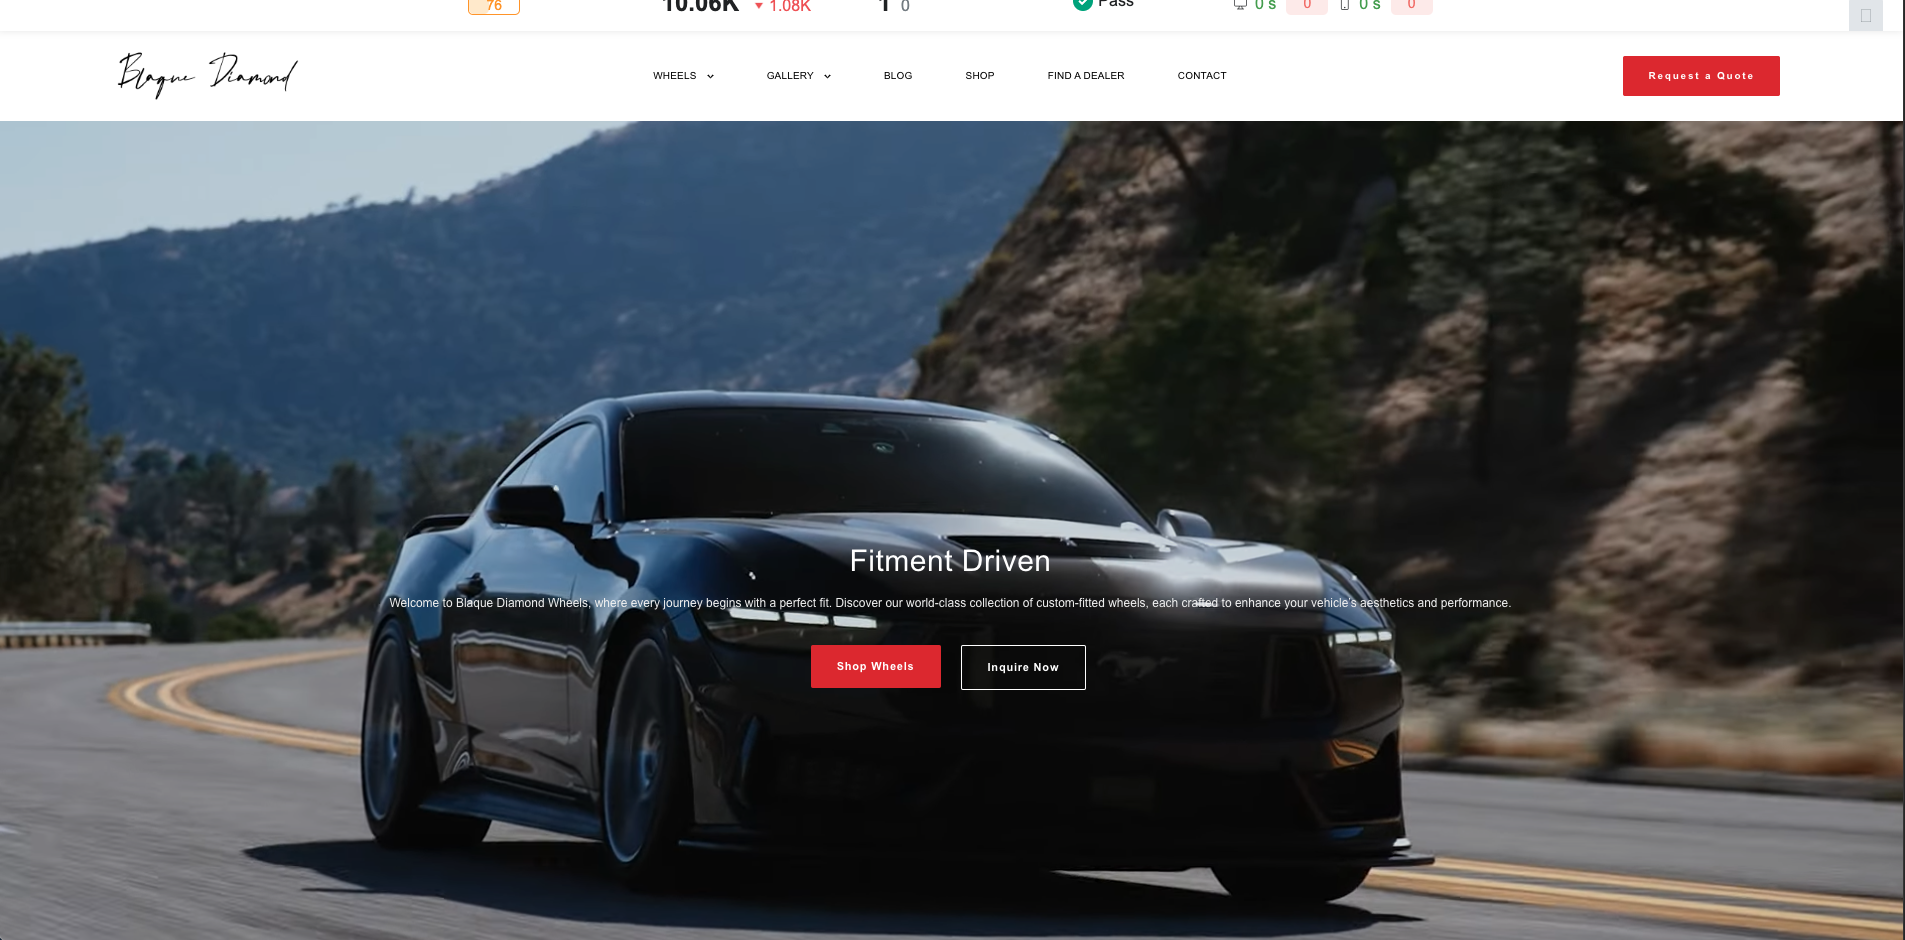 76 10.06K 1.08K 1 0 Pass 0 s 0 0 s 0
Blaque Diamond WHEELS GALLERY BLOG SHOP FIND A DEALER CONTACT Request a Quote
Fitment Driven
Welcome to Blaque Diamond Wheels, where every journey begins with a perfect fit. Discover our world-class collection of custom-fitted wheels, each crafted to enhance your vehicle's aesthetics and performance.
Shop Wheels Inquire Now